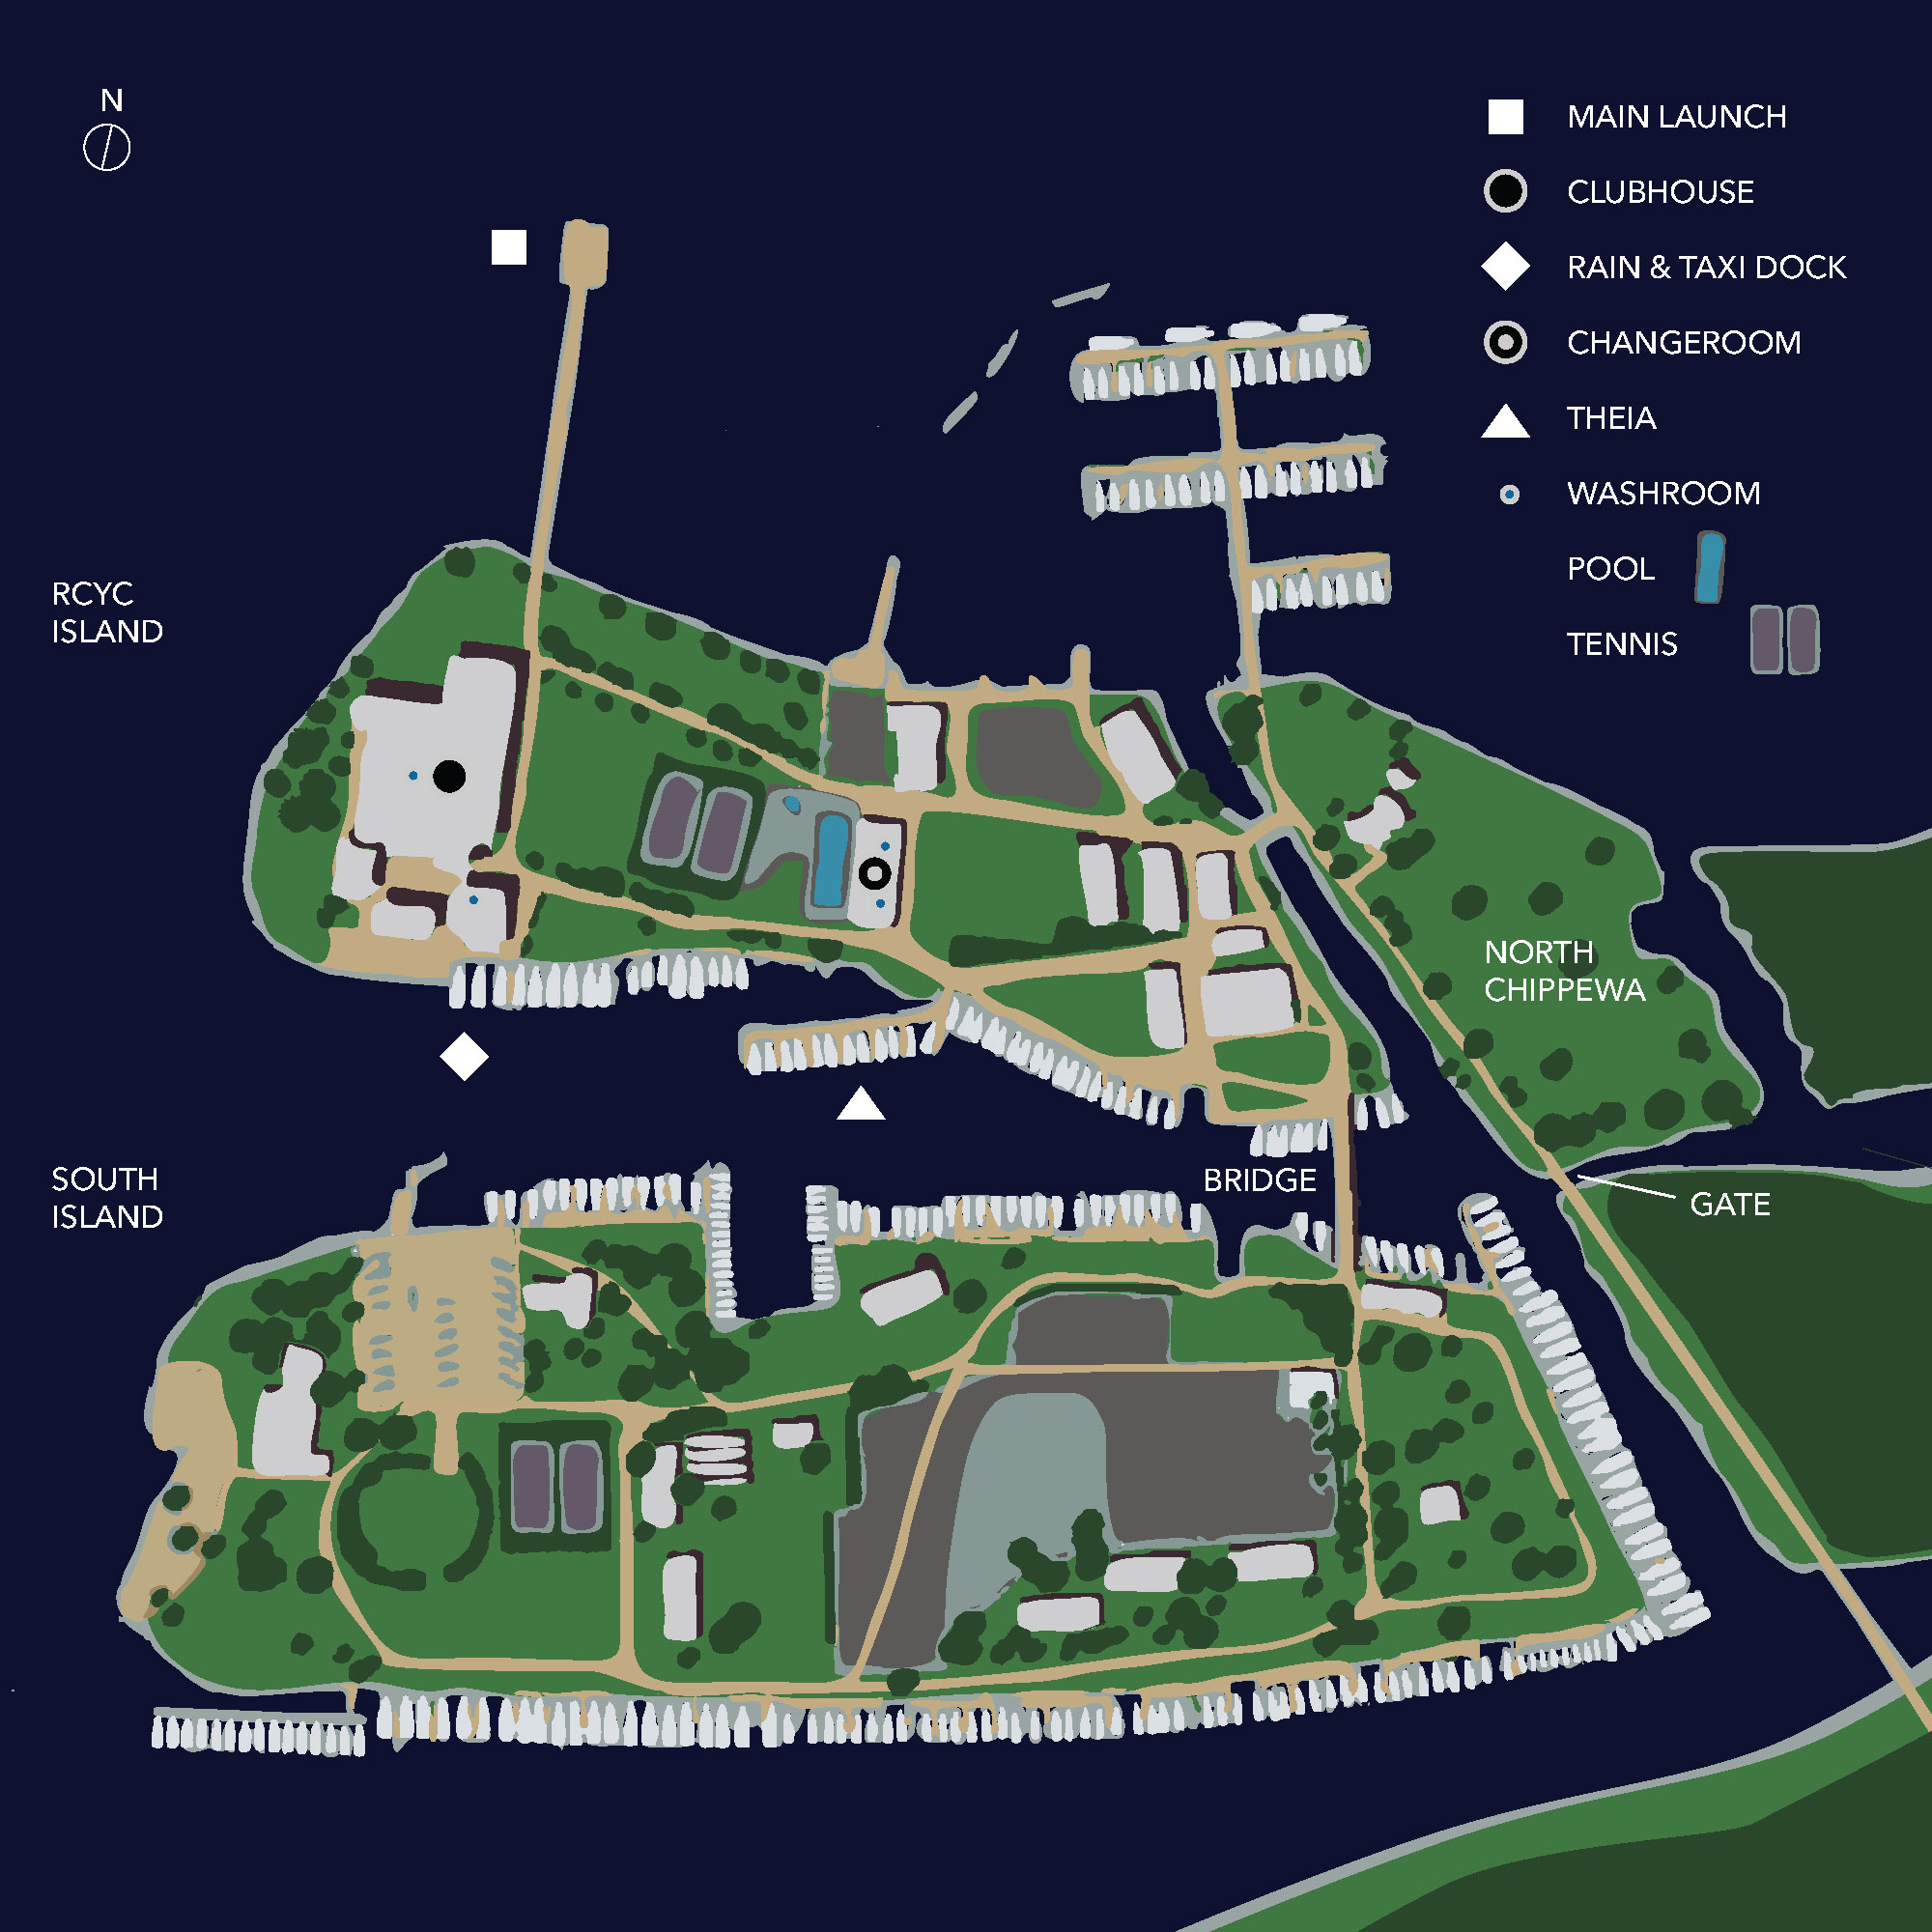 N
MAIN LAUNCH
CLUBHOUSE
RAIN & TAXI DOCK
CHANGEROOM
THEIA
WASHROOM
POOL
TENNIS
RCYC
ISLAND
NORTH
CHIPPEWA
SOUTH
ISLAND
BRIDGE
GATE